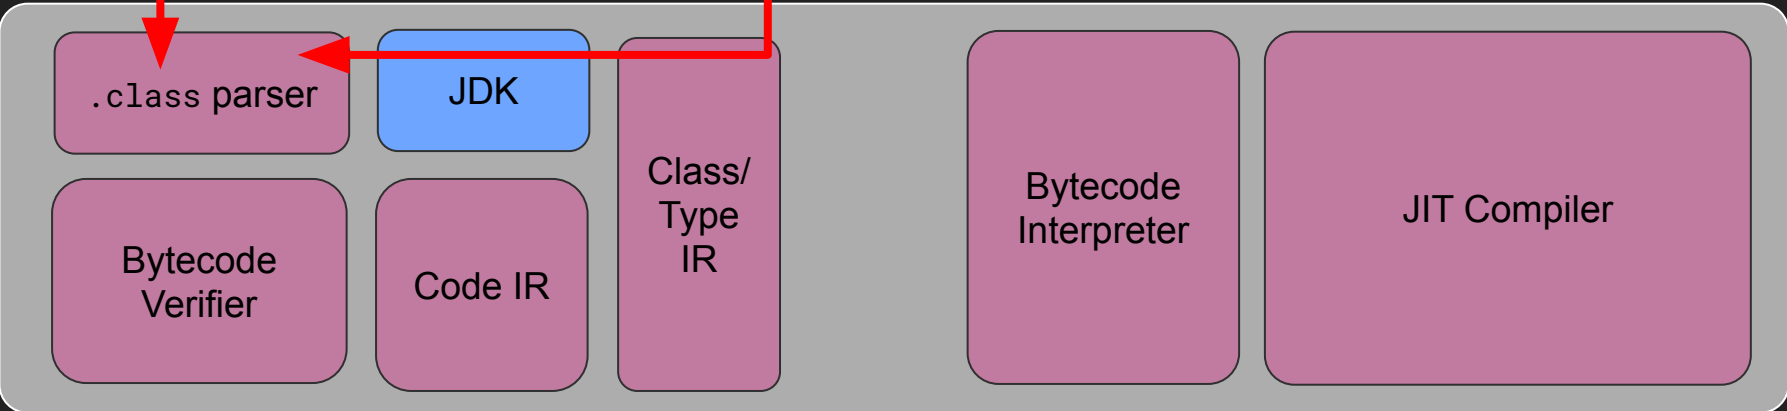 .class parser
JDK
Class/
Type
IR
Bytecode
Verifier
Code IR
Bytecode
Interpreter
JIT Compiler